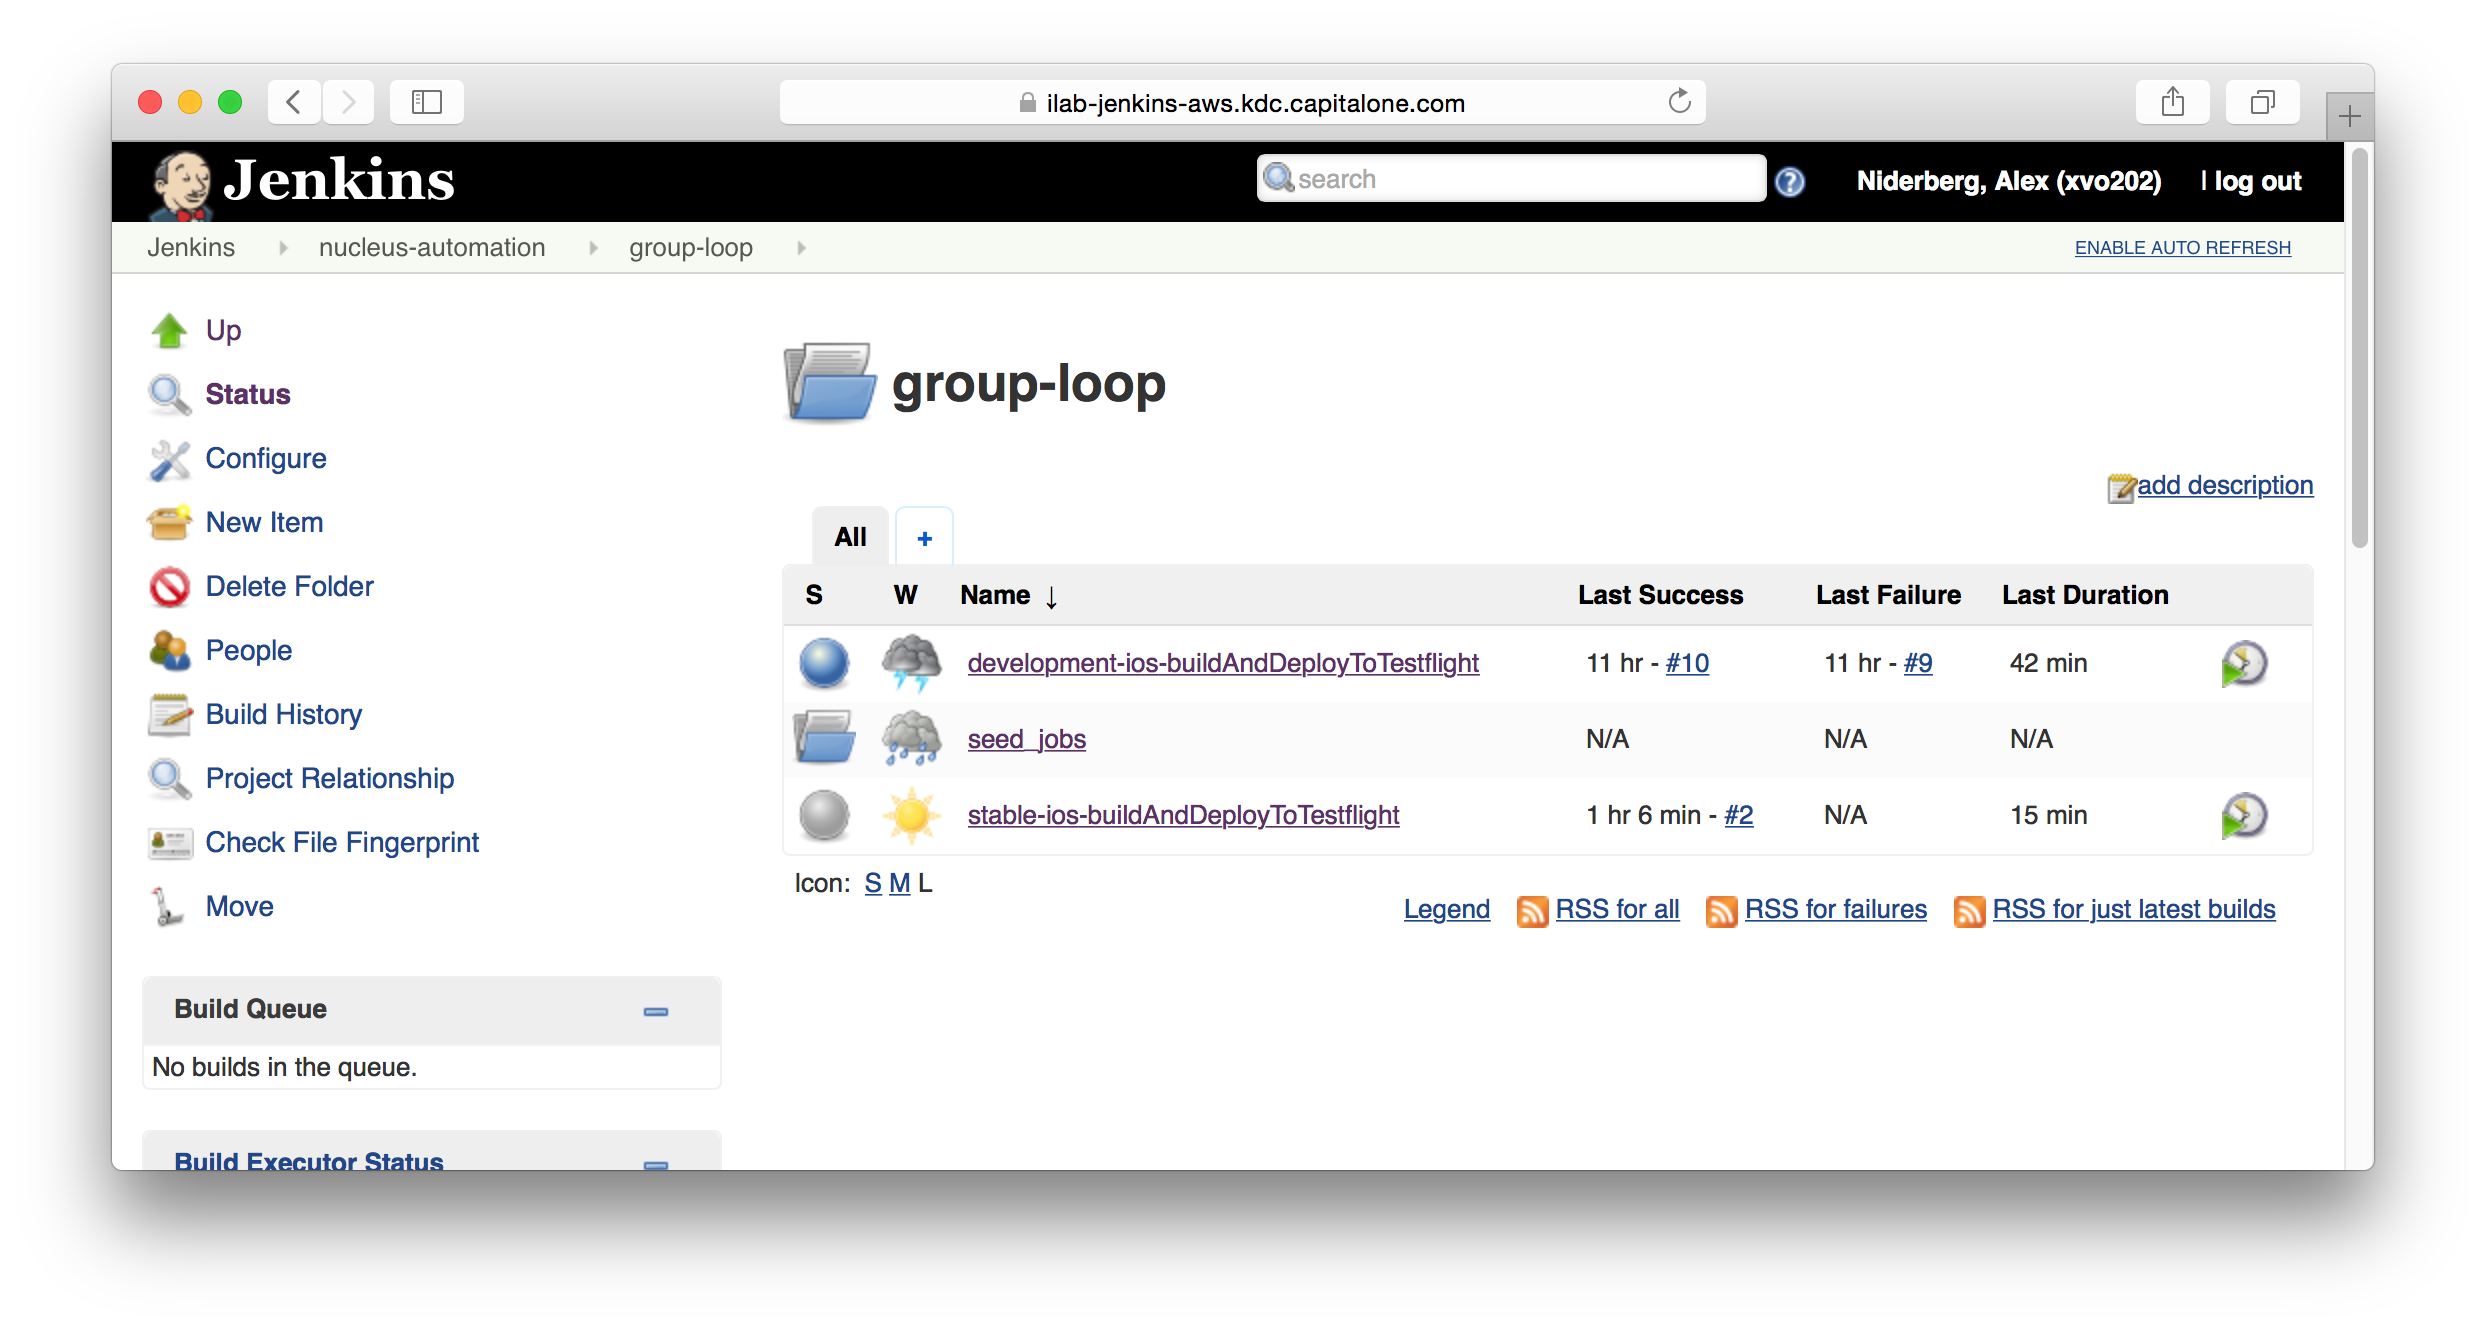 ilab-jenkins-aws.kdc.capitalone.com
Jenkins
search
Niderberg, Alex (xvo202) | log out
Jenkins nucleus-automation group-loop
ENABLE AUTO REFRESH
Up
Status
Configure
New Item
Delete Folder
People
Build History
Project Relationship
Check File Fingerprint
Move
Build Queue
No builds in the queue.
Build Executor Status
group-loop
add description
All +
S W Name ↓ Last Success Last Failure Last Duration
development-ios-buildAndDeployToTestflight 11 hr - #10 11 hr - #9 42 min
seed_jobs N/A N/A N/A
stable-ios-buildAndDeployToTestflight 1 hr 6 min - #2 N/A 15 min
Icon: S M L
Legend RSS for all RSS for failures RSS for just latest builds